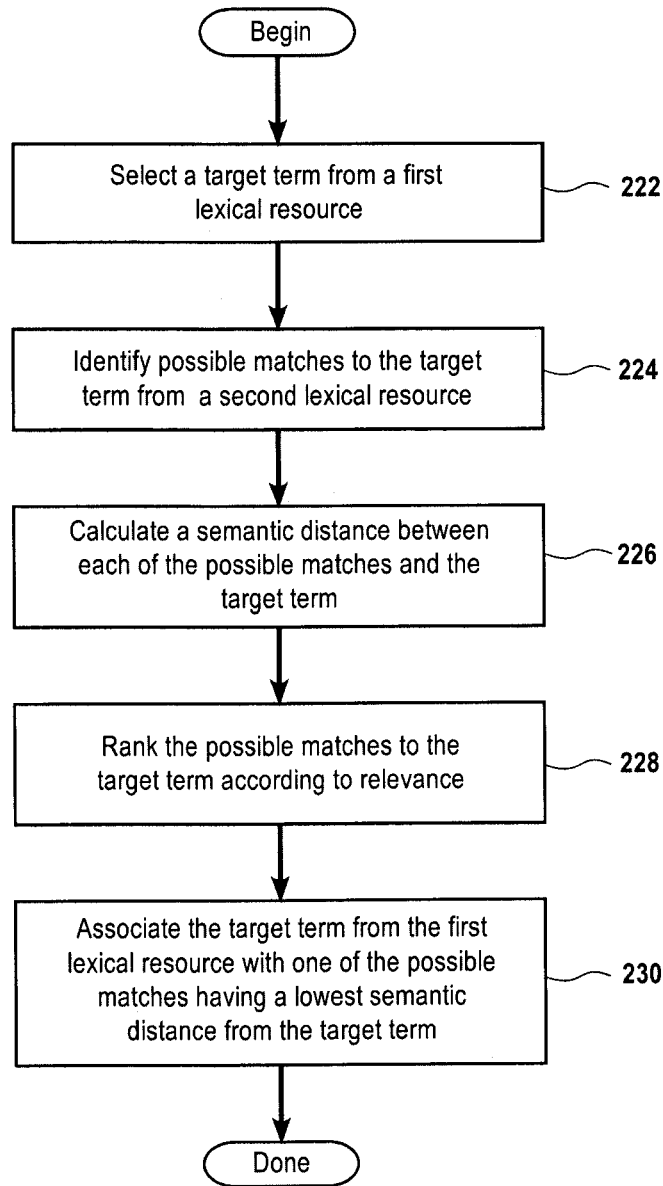 Begin
Select a target term from a first
lexical resource
222
Identify possible matches to the target
term from a second lexical resource
224
Calculate a semantic distance between
each of the possible matches and the
target term
226
Rank the possible matches to the
target term according to relevance
228
Associate the target term from the first
lexical resource with one of the possible
matches having a lowest semantic
distance from the target term
230
Done